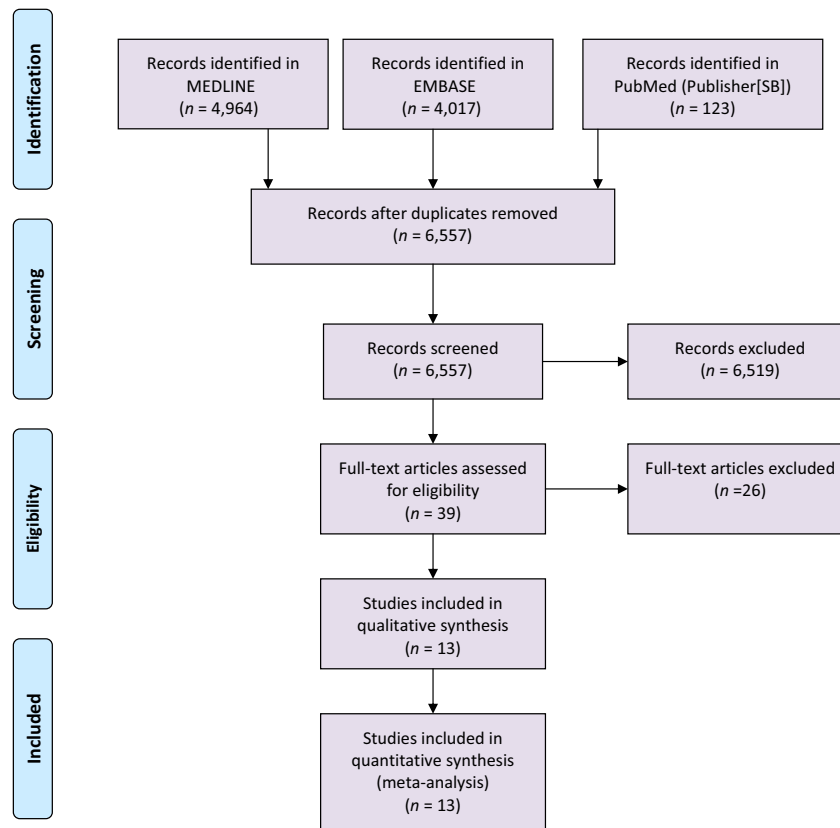 Identification
Records identified in
MEDLINE
(n = 4,964)
Records identified in
EMBASE
(n = 4,017)
Records identified in
PubMed (Publisher[SB])
(n = 123)
Records after duplicates removed
(n = 6,557)
Screening
Records screened
(n = 6,557)
Records excluded
(n = 6,519)
Eligibility
Full-text articles assessed
for eligibility
(n = 39)
Full-text articles excluded
(n =26)
Studies included in
qualitative synthesis
(n = 13)
Included
Studies included in
quantitative synthesis
(meta-analysis)
(n = 13)